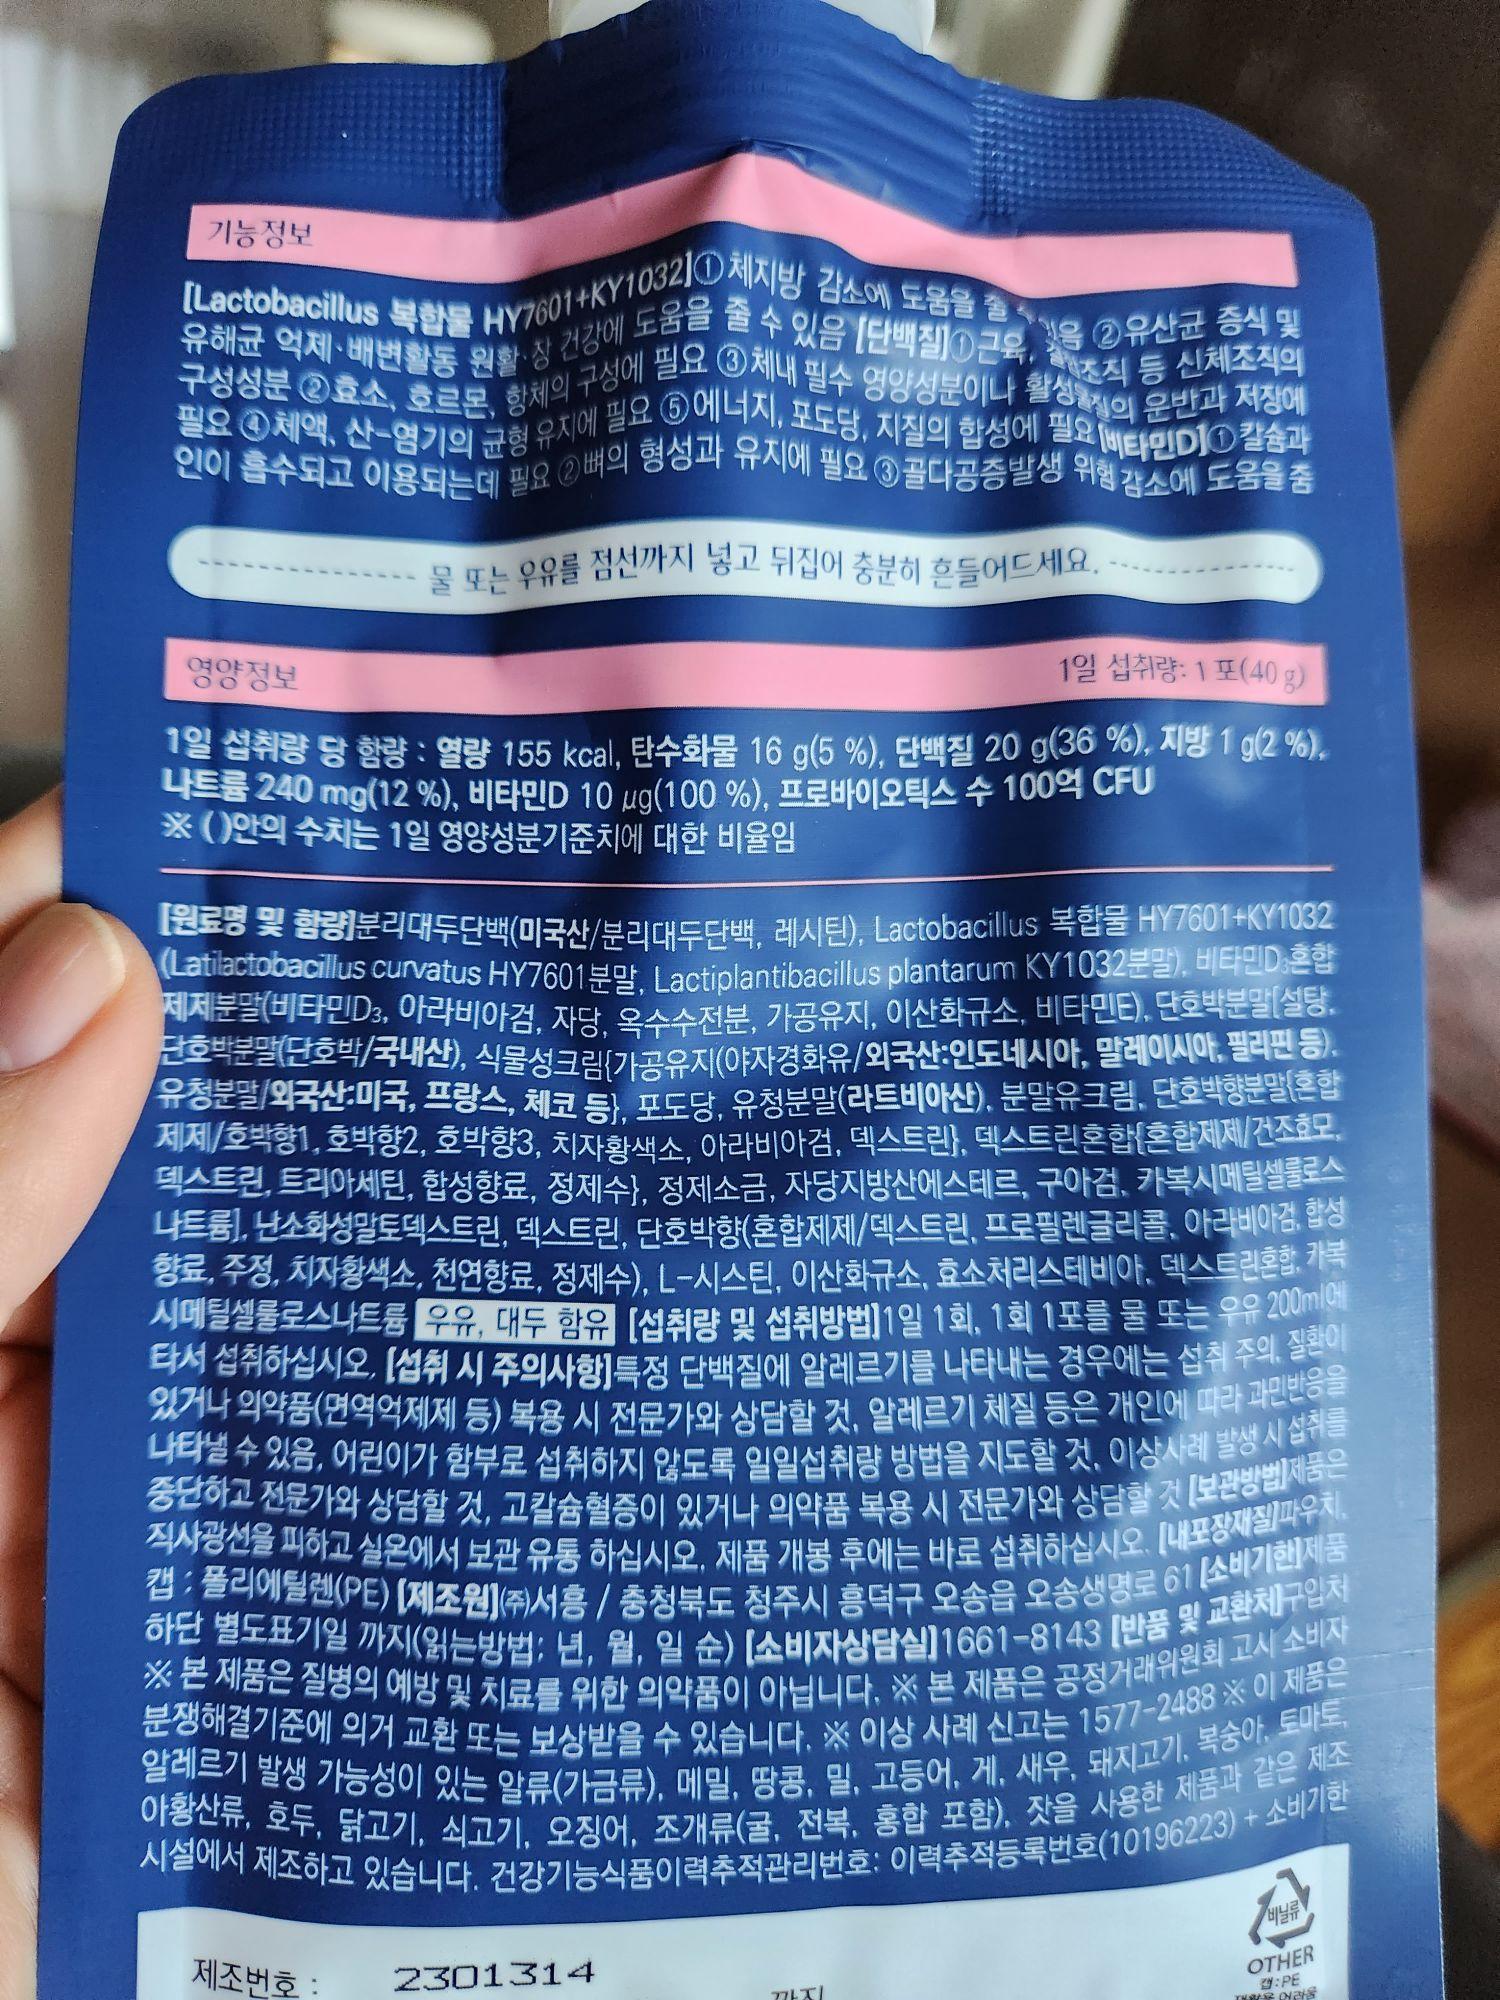 기능정보
[Lactobacillus 복합물 HY7601+KY1032]① 체지방 감소에 도움을 줄 있음 ②유산균 증식 및
유해균 억제·배변활동 원활·장 건강에 도움을 줄 수 있음 [단백질]①근육, 결합조직 등 신체조직의
구성성분 ②효소, 호르몬, 항체의 구성에 필요 ③체내 필수 영양성분이나 활성물질의 운반과 저장에
필요 ④체액, 산-염기의 균형 유지에 필요 ⑤에너지, 포도당, 지질의 합성에 필요 [비타민D]① 칼슘과
인이 흡수되고 이용되는데 필요 ②뼈의 형성과 유지에 필요 ③골다공증발생 위험 감소에 도움을 줌
물 또는 우유를 점선까지 넣고 뒤집어 충분히 흔들어드세요.
영양정보 1일 섭취량: 1 포(40 g)
1일 섭취량 당 함량 : 열량 155 kcal, 탄수화물 16 g(5 %), 단백질 20 g(36 %), 지방 1 g(2 %),
나트륨 240 mg(12 %), 비타민D 10 μg(100 %), 프로바이오틱스 수 100억 CFU
※ ( )안의 수치는 1일 영양성분기준치에 대한 비율임
[원료명 및 함량]분리대두단백(미국산/분리대두단백, 레시틴), Lactobacillus 복합물 HY7601+KY1032
(Latilactobacillus curvatus HY7601분말, Lactiplantibacillus plantarum KY1032분말), 비타민D₃혼합
제제분말(비타민D₃, 아라비아검, 자당, 옥수수전분, 가공유지, 이산화규소, 비타민E), 단호박분말[설탕,
단호박분말(단호박/국내산), 식물성크림{가공유지(야자경화유/외국산:인도네시아, 말레이시아, 필리핀 등),
유청분말/외국산:미국, 프랑스, 체코 등}, 포도당, 유청분말(라트비아산), 분말유크림, 단호박향분말{혼합
제제/호박향1, 호박향2, 호박향3, 치자황색소, 아라비아검, 덱스트린}, 덱스트린혼합{혼합제제/건조효모,
덱스트린, 트리아세틴, 합성향료, 정제수}, 정제소금, 자당지방산에스테르, 구아검, 카복시메틸셀룰로스
나트륨], 난소화성말토덱스트린, 덱스트린, 단호박향(혼합제제/덱스트린, 프로필렌글리콜, 아라비아검, 합성
향료, 주정, 치자황색소, 천연향료, 정제수), L-시스틴, 이산화규소, 효소처리스테비아, 덱스트린혼합, 카복
시메틸셀룰로스나트륨 우유, 대두 함유 [섭취량 및 섭취방법]1일 1회, 1회 1포를 물 또는 우유 200ml에
타서 섭취하십시오. [섭취 시 주의사항]특정 단백질에 알레르기를 나타내는 경우에는 섭취 주의, 질환이
있거나 의약품(면역억제제 등) 복용 시 전문가와 상담할 것, 알레르기 체질 등은 개인에 따라 과민반응을
나타낼 수 있음, 어린이가 함부로 섭취하지 않도록 일일섭취량 방법을 지도할 것, 이상사례 발생 시 섭취를
중단하고 전문가와 상담할 것, 고칼슘혈증이 있거나 의약품 복용 시 전문가와 상담할 것 [보관방법]제품은
직사광선을 피하고 실온에서 보관 유통 하십시오. 제품 개봉 후에는 바로 섭취하십시오. [내포장재질]파우치,
캡 : 폴리에틸렌(PE) [제조원]㈜서흥 / 충청북도 청주시 흥덕구 오송읍 오송생명로 61 [소비기한]제품
하단 별도표기일 까지(읽는방법: 년, 월, 일 순) [소비자상담실]1661-8143 [반품 및 교환처]구입처
※ 본 제품은 질병의 예방 및 치료를 위한 의약품이 아닙니다. ※ 본 제품은 공정거래위원회 고시 소비자
분쟁해결기준에 의거 교환 또는 보상받을 수 있습니다. ※ 이상 사례 신고는 1577-2488 ※ 이 제품은
알레르기 발생 가능성이 있는 알류(가금류), 메밀, 땅콩, 밀, 고등어, 게, 새우, 돼지고기, 복숭아, 토마토,
아황산류, 호두, 닭고기, 쇠고기, 오징어, 조개류(굴, 전복, 홍합 포함), 잣을 사용한 제품과 같은 제조
시설에서 제조하고 있습니다. 건강기능식품이력추적관리번호: 이력추적등록번호(10196223) + 소비기한
비닐류
OTHER
캡:PE
제조번호 : 2301314
까지